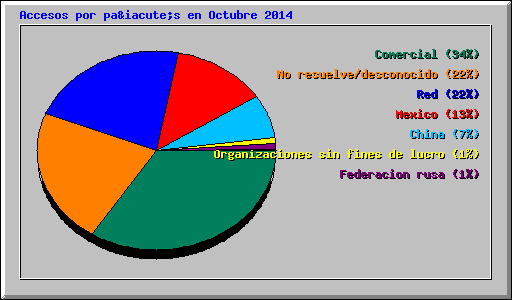 Accesos por pa&iacute;s en Octubre 2014
Comercial (34%)
No resuelve/desconocido (22%)
Red (22%)
Mexico (13%)
China (7%)
Organizaciones sin fines de lucro (1%)
Federacion rusa (1%)